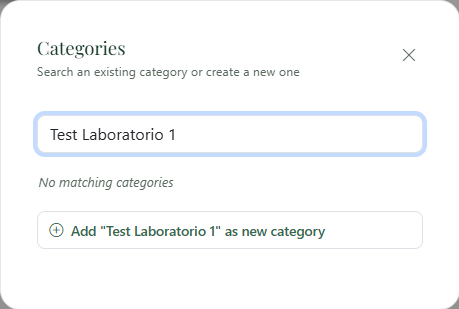 Categories
Search an existing category or create a new one
Test Laboratorio 1
No matching categories
Add "Test Laboratorio 1" as new category